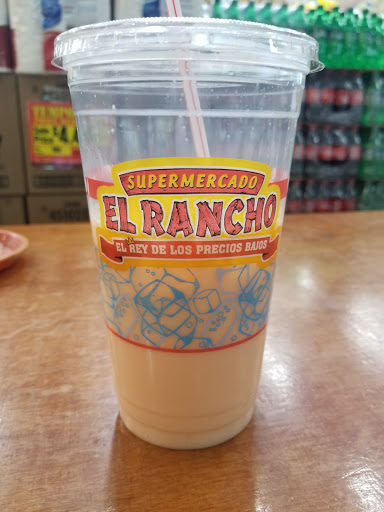 SUPERMERCADO
EL RANCHO
EL REY DE LOS PRECIOS BAJOS